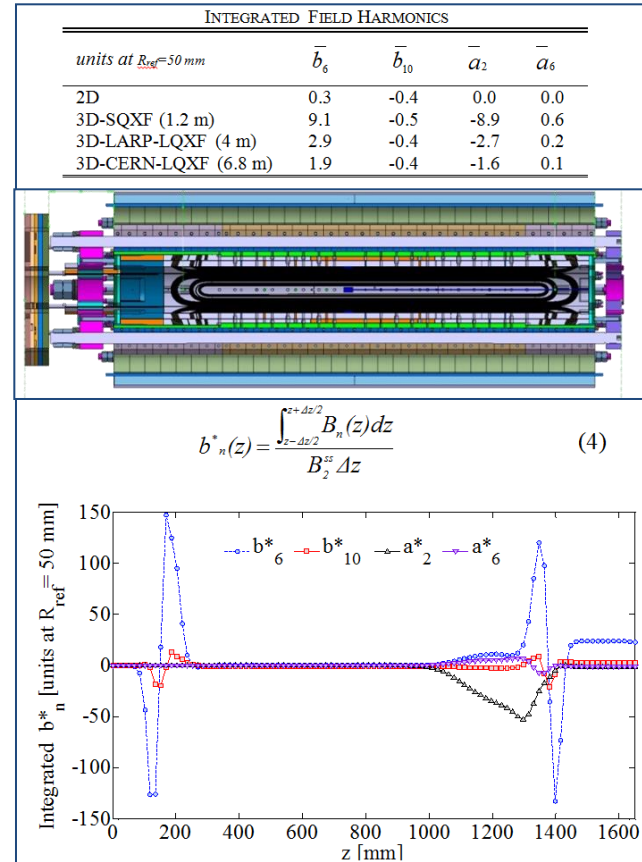 INTEGRATED FIELD HARMONICS
units at Rref=50 mm b̄6 b̄10 ā2 ā6
2D 0.3 -0.4 0.0 0.0
3D-SQXF (1.2 m) 9.1 -0.5 -8.9 0.6
3D-LARP-LQXF (4 m) 2.9 -0.4 -2.7 0.2
3D-CERN-LQXF (6.8 m) 1.9 -0.4 -1.6 0.1
b*n(z) = ∫z-Δz/2^z+Δz/2 Bn(z)dz / B2^ss Δz (4)
150
100
50
0
-50
-100
-150
Integrated b*n [units at Rref= 50 mm]
b*6 b*10 a*2 a*6
0 200 400 600 800 1000 1200 1400 1600
z [mm]